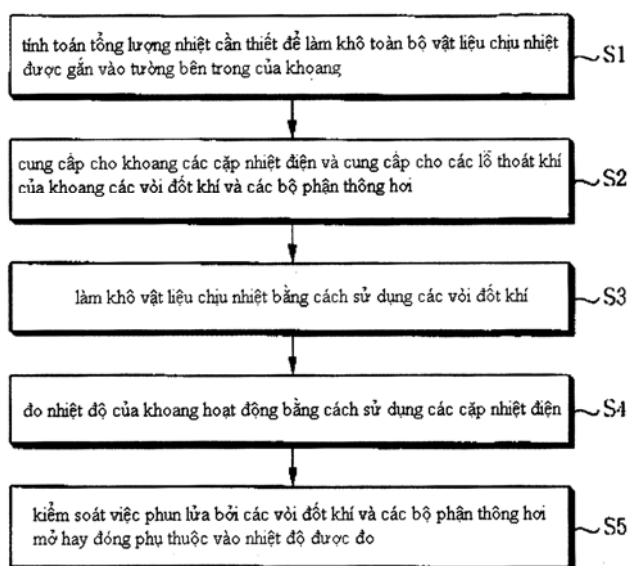 tính toán tổng lượng nhiệt cần thiết để làm khô toàn bộ vật liệu chịu nhiệt
được gắn vào tường bên trong của khoang
S1
cung cấp cho khoang các cặp nhiệt điện và cung cấp cho các lỗ thoát khí
của khoang các vòi đốt khí và các bộ phận thông hơi
S2
làm khô vật liệu chịu nhiệt bằng cách sử dụng các vòi đốt khí
S3
đo nhiệt độ của khoang hoạt động bằng cách sử dụng các cặp nhiệt điện
S4
kiểm soát việc phun lửa bởi các vòi đốt khí và các bộ phận thông hơi
mở hay đóng phụ thuộc vào nhiệt độ được đo
S5